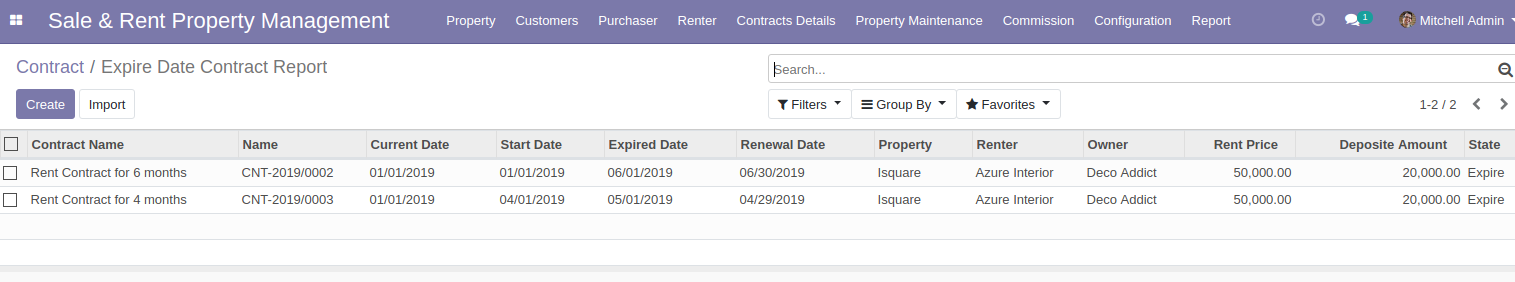 Sale & Rent Property Management Property Customers Purchaser Renter Contracts Details Property Maintenance Commission Configuration Report 1 Mitchell Admin
Contract / Expire Date Contract Report Search...
Create Import Filters Group By Favorites 1-2 / 2
Contract Name Name Current Date Start Date Expired Date Renewal Date Property Renter Owner Rent Price Deposite Amount State
Rent Contract for 6 months CNT-2019/0002 01/01/2019 01/01/2019 06/01/2019 06/30/2019 Isquare Azure Interior Deco Addict 50,000.00 20,000.00 Expire
Rent Contract for 4 months CNT-2019/0003 01/01/2019 04/01/2019 05/01/2019 04/29/2019 Isquare Azure Interior Deco Addict 50,000.00 20,000.00 Expire